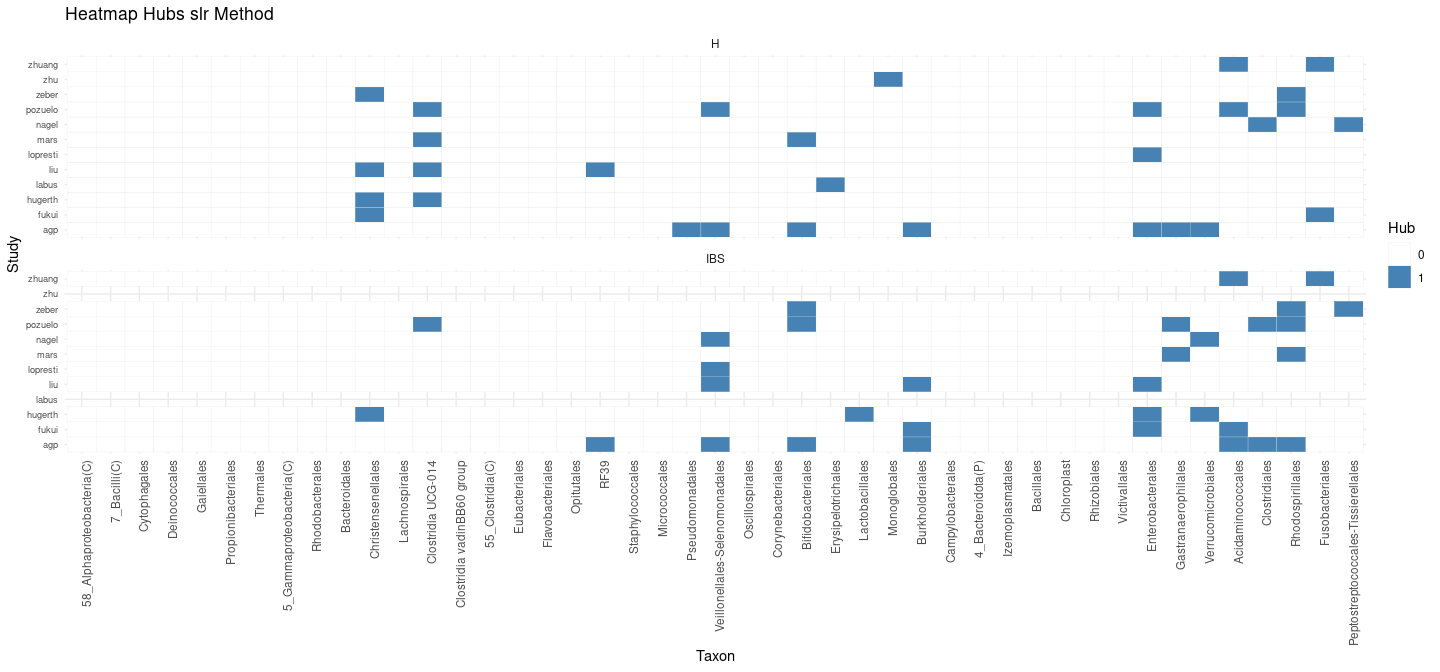 Heatmap Hubs slr Method
H
zhuang
zhu
zeber
pozuelo
nagel
mars
lopresti
liu
labus
hugerth
fukui
agp
Study
IBS
zhuang
zhu
zeber
pozuelo
nagel
mars
lopresti
liu
labus
hugerth
fukui
agp
Hub
0
1
58_Alphaproteobacteria(C)
7_Bacilli(C)
Cytophagales
Deinococcales
Gaiellales
Propionibacteriales
Thermales
5_Gammaproteobacteria(C)
Rhodobacterales
Bacteroidales
Christensenellales
Lachnospirales
Clostridia UCG-014
Clostridia vadinBB60 group
55_Clostridia(C)
Eubacteriales
Flavobacteriales
Opitutales
RF39
Staphylococcales
Micrococcales
Pseudomonadales
Veillonellales-Selenomonadales
Oscillospirales
Corynebacteriales
Bifidobacteriales
Erysipelotrichales
Lactobacillales
Monoglobales
Burkholderiales
Campylobacterales
4_Bacteroidota(P)
Izemoplasmatales
Bacillales
Chloroplast
Rhizobiales
Victivallales
Enterobacterales
Gastranaerophilales
Verrucomicrobiales
Acidaminococcales
Clostridiales
Rhodospirillales
Fusobacteriales
Peptostreptococcales-Tissierellales
Taxon